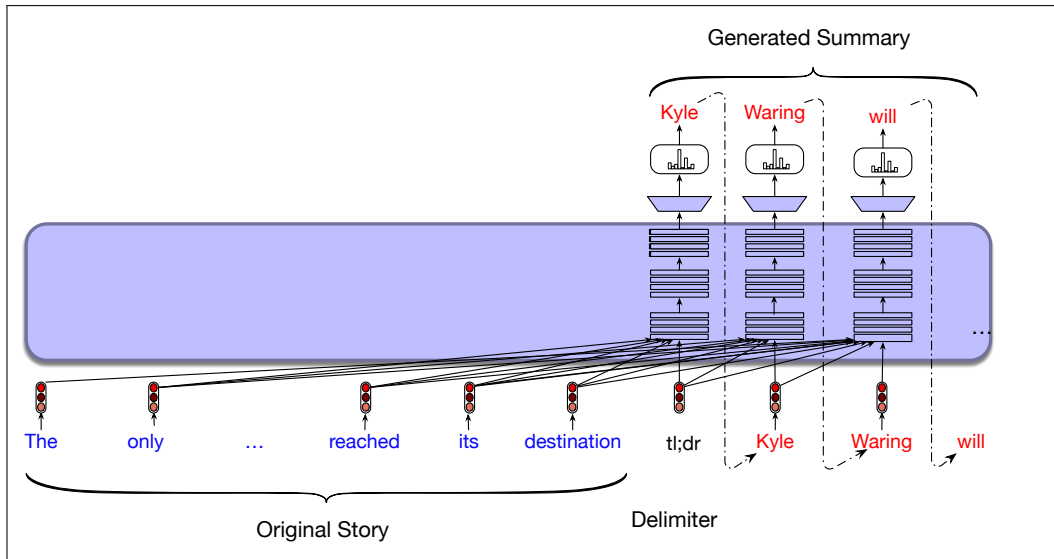 Generated Summary
Kyle Waring will
…
The only … reached its destination tl;dr Kyle Waring will
Original Story
Delimiter